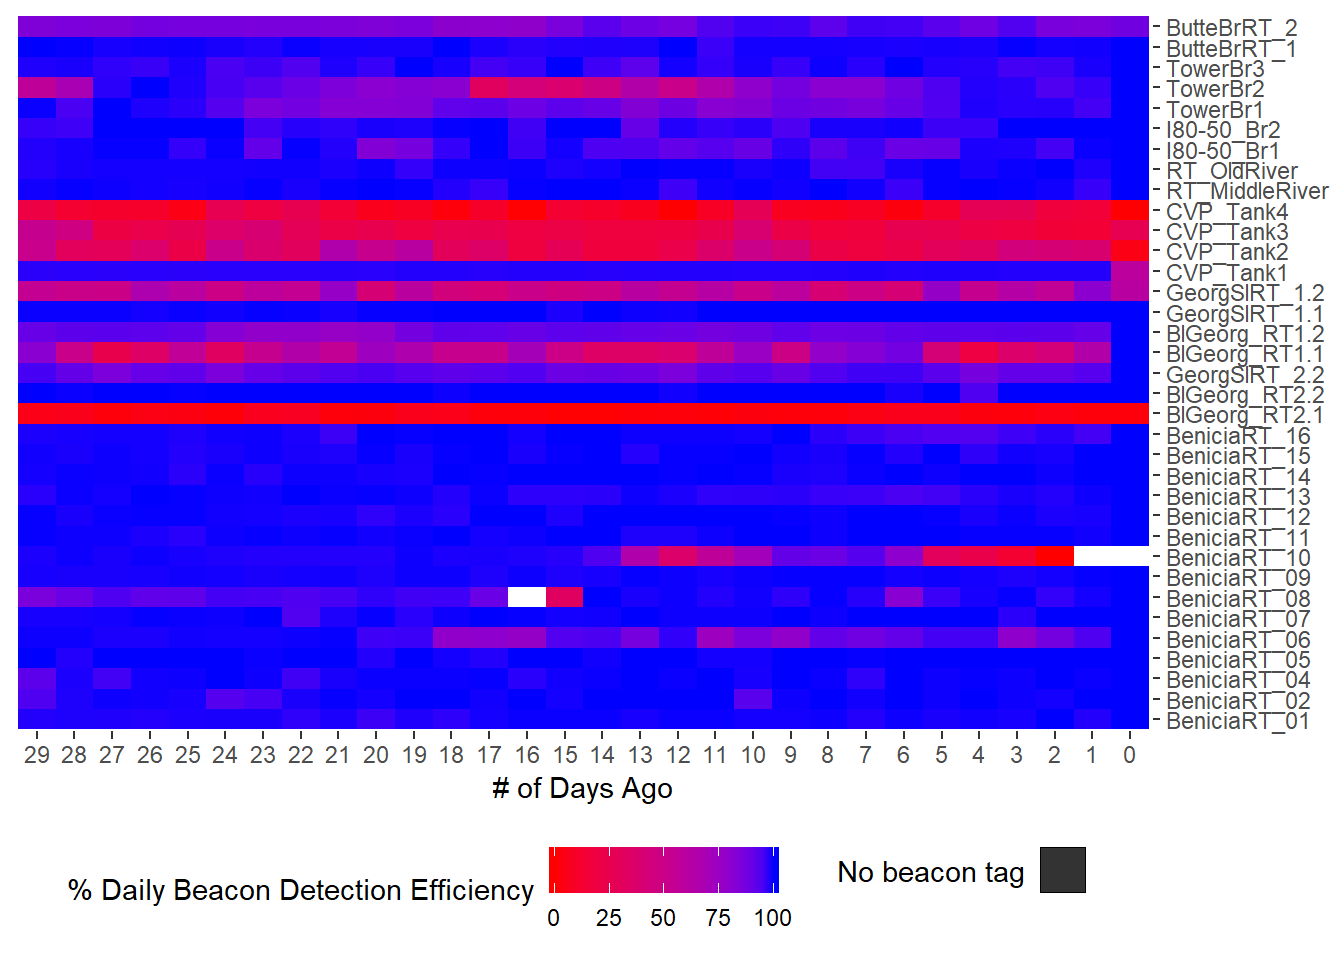 ButteBrRT_2
ButteBrRT_1
TowerBr3
TowerBr2
TowerBr1
I80-50_Br2
I80-50_Br1
RT_OldRiver
RT_MiddleRiver
CVP_Tank4
CVP_Tank3
CVP_Tank2
CVP_Tank1
GeorgSlRT_1.2
GeorgSlRT_1.1
BlGeorg_RT1.2
BlGeorg_RT1.1
GeorgSlRT_2.2
BlGeorg_RT2.2
BlGeorg_RT2.1
BeniciaRT_16
BeniciaRT_15
BeniciaRT_14
BeniciaRT_13
BeniciaRT_12
BeniciaRT_11
BeniciaRT_10
BeniciaRT_09
BeniciaRT_08
BeniciaRT_07
BeniciaRT_06
BeniciaRT_05
BeniciaRT_04
BeniciaRT_02
BeniciaRT_01
29 28 27 26 25 24 23 22 21 20 19 18 17 16 15 14 13 12 11 10 9 8 7 6 5 4 3 2 1 0
# of Days Ago
% Daily Beacon Detection Efficiency
0 25 50 75 100
No beacon tag